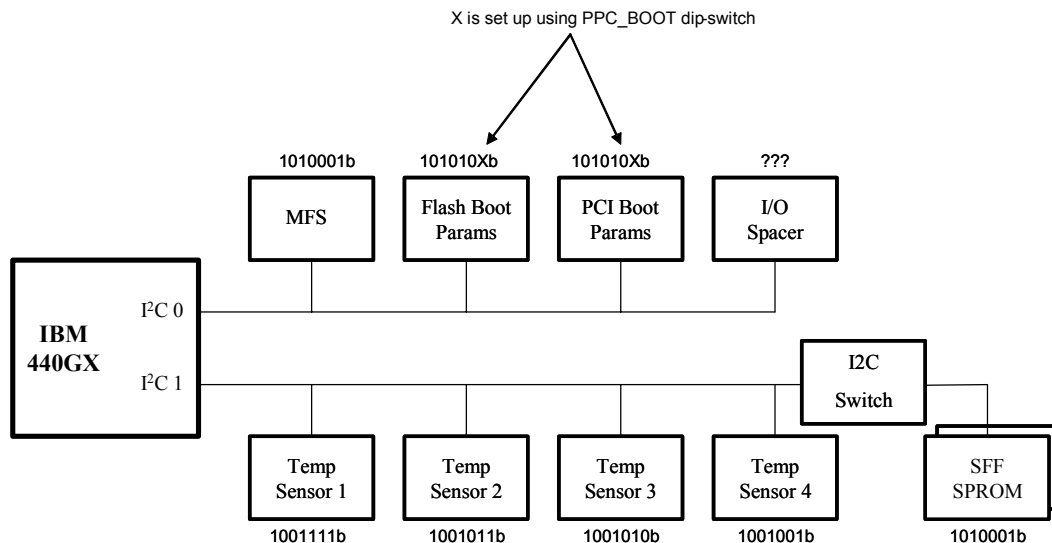 X is set up using PPC_BOOT dip-switch
1010001b
101010Xb
101010Xb
???
MFS
Flash Boot
Params
PCI Boot
Params
I/O
Spacer
IBM
440GX
I²C 0
I²C 1
I2C
Switch
Temp
Sensor 1
Temp
Sensor 2
Temp
Sensor 3
Temp
Sensor 4
SFF
SPROM
1001111b
1001011b
1001010b
1001001b
1010001b